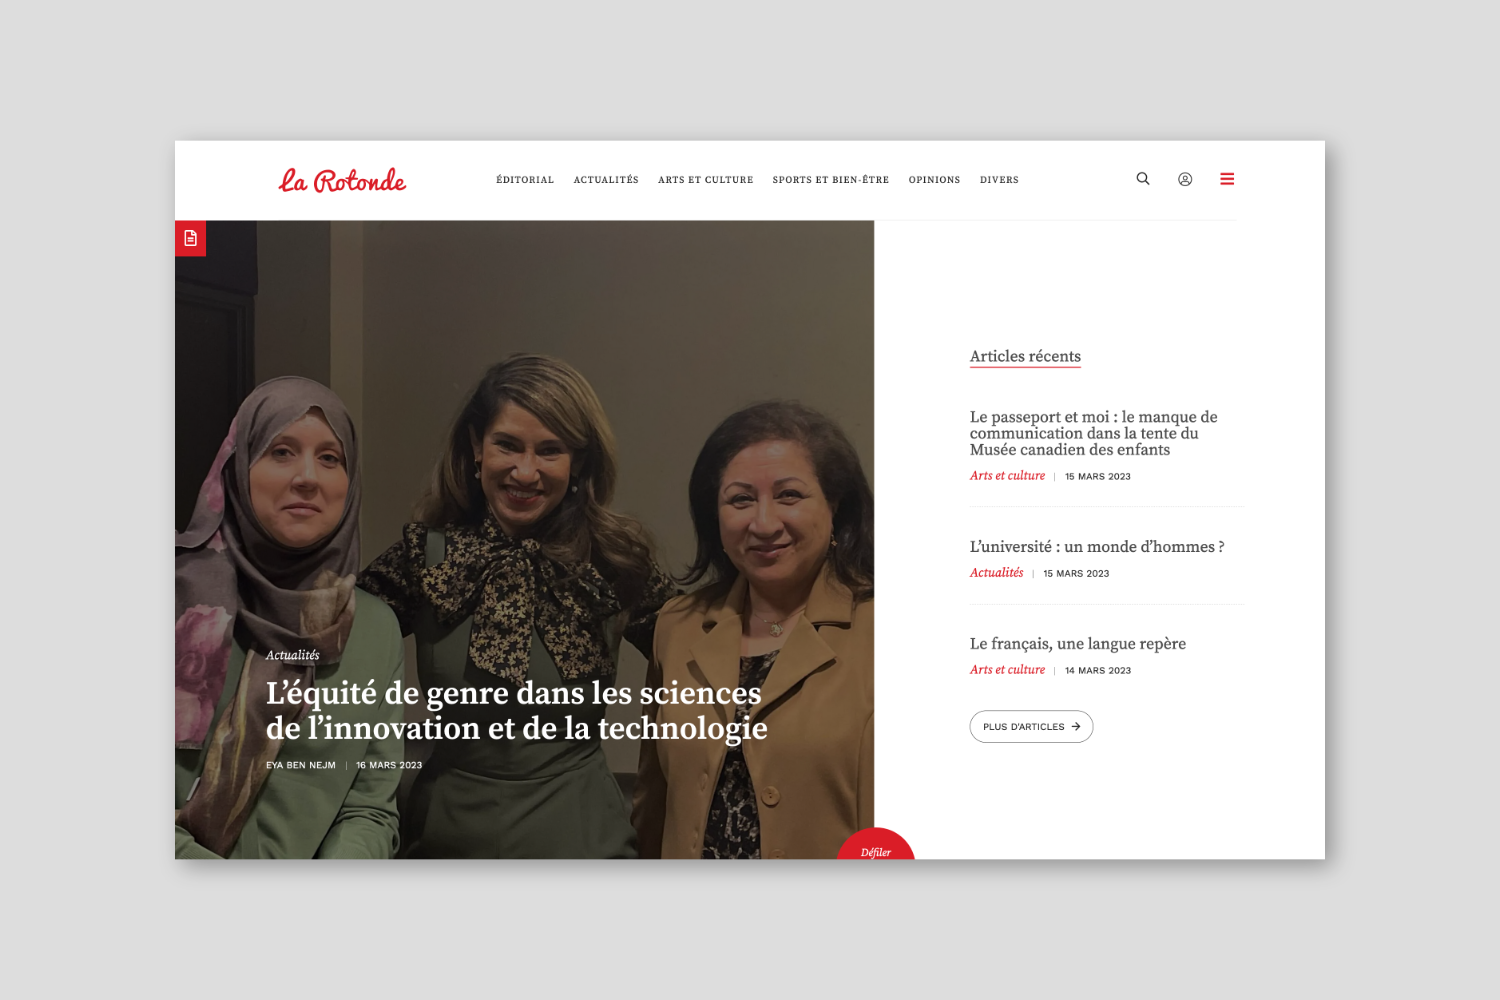 La Rotonde
ÉDITORIAL ACTUALITÉS ARTS ET CULTURE SPORTS ET BIEN-ÊTRE OPINIONS DIVERS
Actualités
L’équité de genre dans les sciences
de l’innovation et de la technologie
EYA BEN NEJM | 16 MARS 2023
Défiler
Articles récents
Le passeport et moi : le manque de
communication dans la tente du
Musée canadien des enfants
Arts et culture | 15 MARS 2023
L’université : un monde d’hommes ?
Actualités | 15 MARS 2023
Le français, une langue repère
Arts et culture | 14 MARS 2023
PLUS D’ARTICLES →